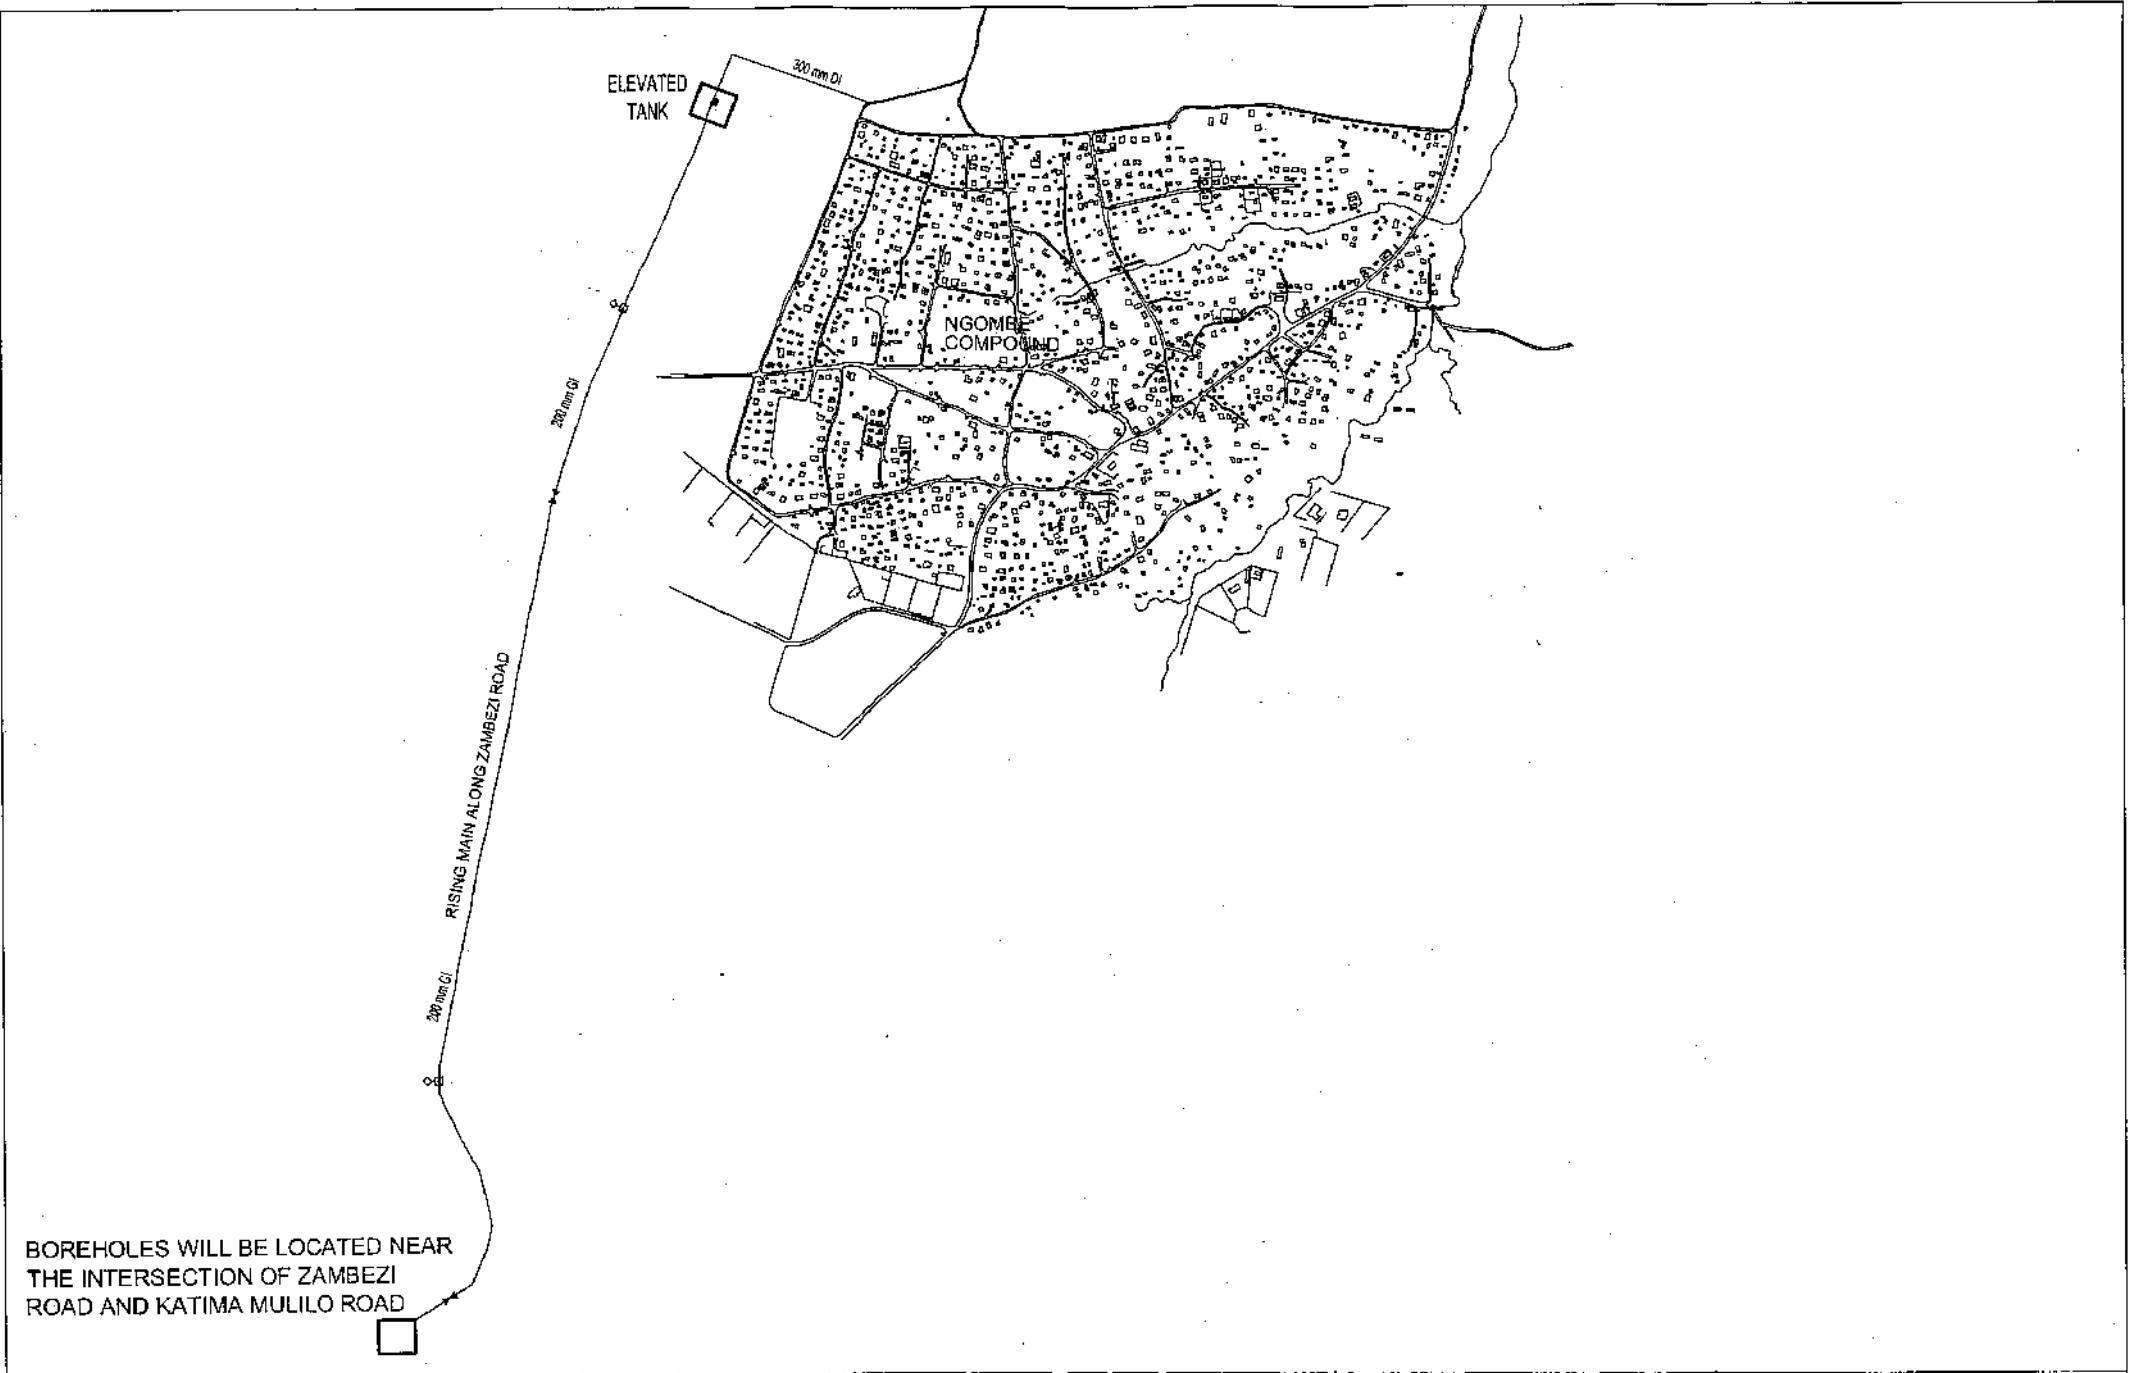 300 mm DI
ELEVATED
TANK
NGOMBE
COMPOUND
200 mm GI
RISING MAIN ALONG ZAMBEZI ROAD
200 mm GI
BOREHOLES WILL BE LOCATED NEAR
THE INTERSECTION OF ZAMBEZI
ROAD AND KATIMA MULILO ROAD